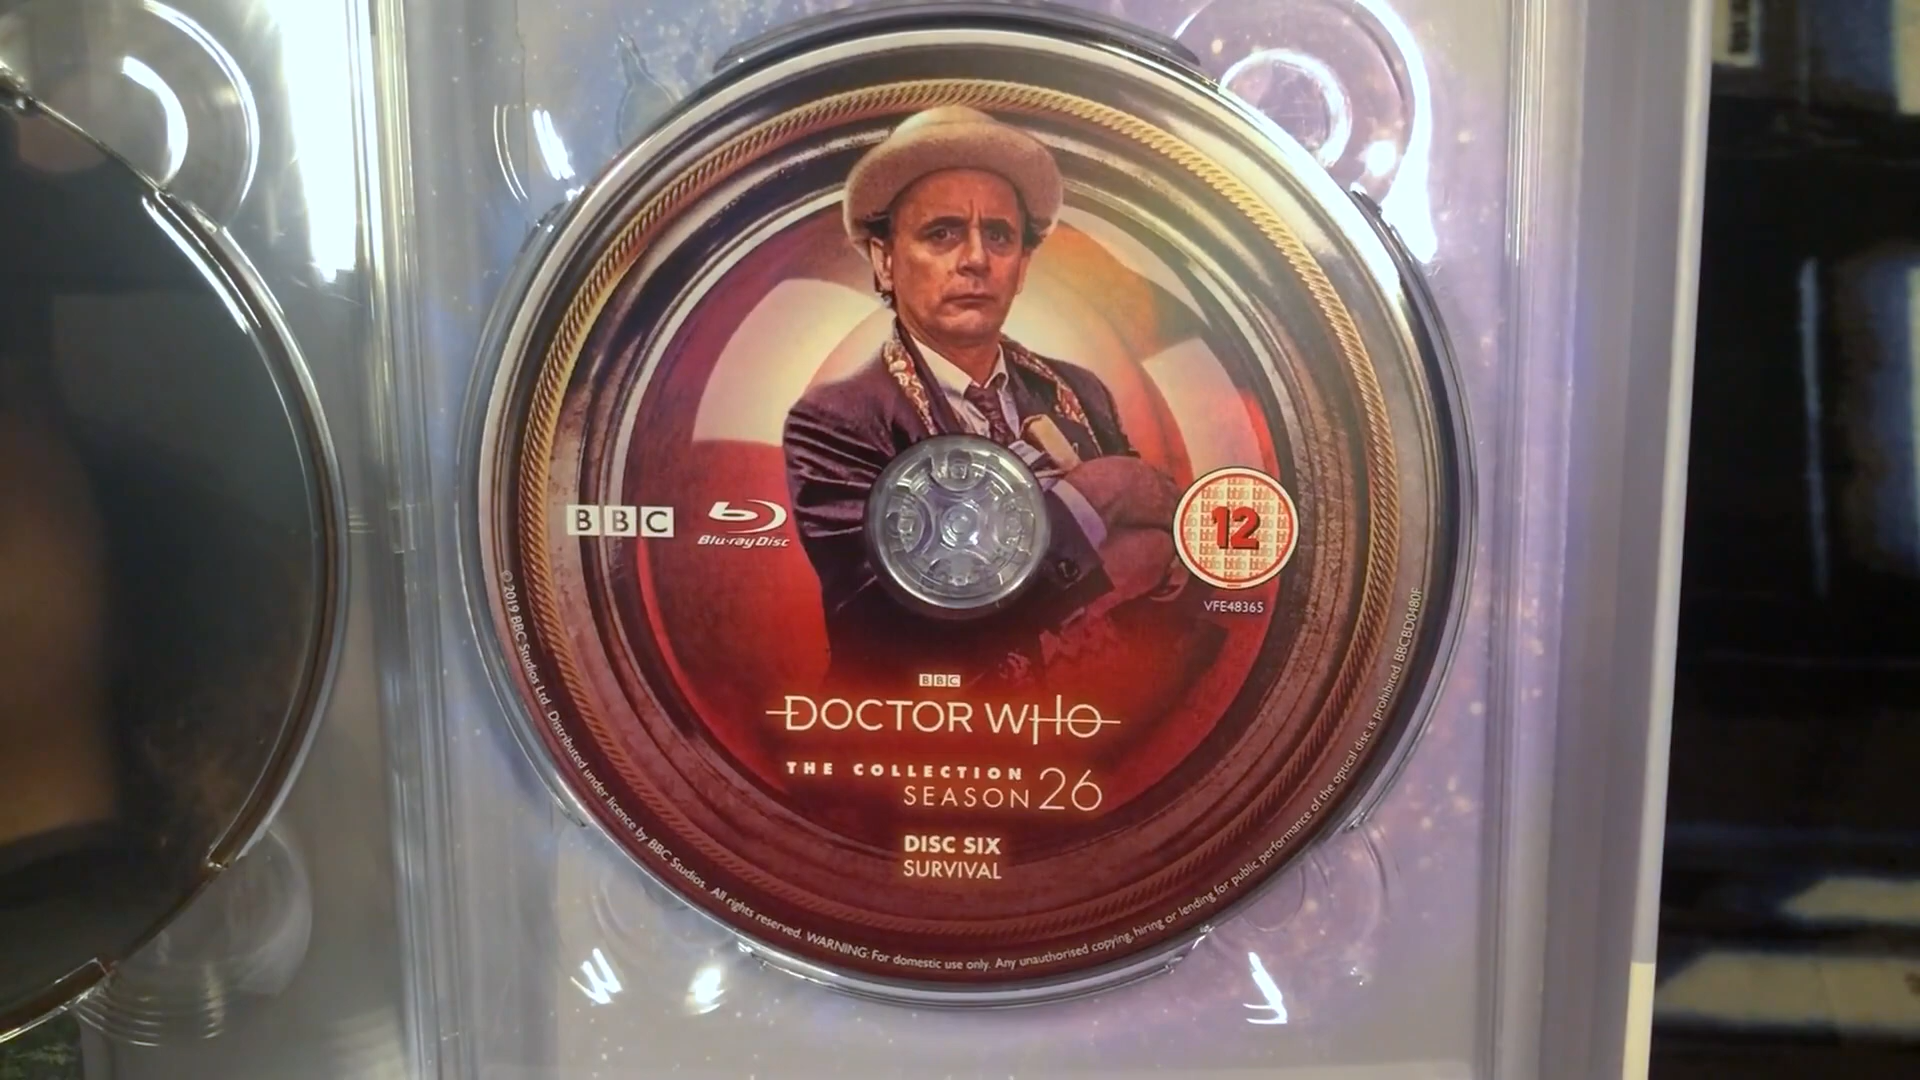 BBC
Blu-ray Disc
12
VFE48365
BBC
DOCTOR WHO
THE COLLECTION
SEASON 26
DISC SIX
SURVIVAL
©2019 BBC Studios Ltd. Distributed under licence by BBC Studios. All rights reserved. WARNING: For domestic use only. Any unauthorised copying, hiring or lending for public performance of the optical disc is prohibited. BBCBD0480F